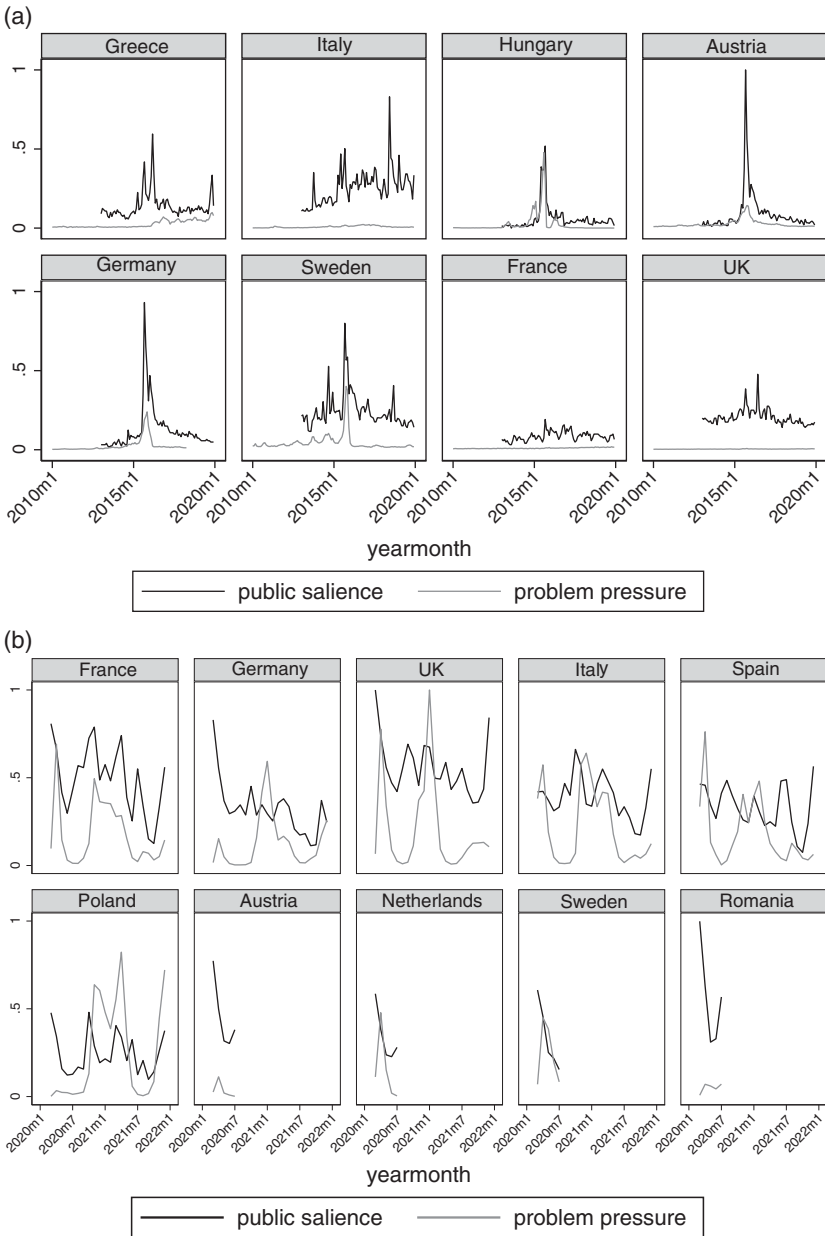 (a)
Greece Italy Hungary Austria
1
.5
0
Germany Sweden France UK
1
.5
0
2010m1 2015m1 2020m1 2010m1 2015m1 2020m1 2010m1 2015m1 2020m1 2010m1 2015m1 2020m1
yearmonth
public salience problem pressure
(b)
France Germany UK Italy Spain
1
.5
0
Poland Austria Netherlands Sweden Romania
1
.5
0
2020m1 2020m7 2021m1 2021m7 2022m1 2020m1 2020m7 2021m1 2021m7 2022m1 2020m1 2020m7 2021m1 2021m7 2022m1 2020m1 2020m7 2021m1 2021m7 2022m1 2020m1 2020m7 2021m1 2021m7 2022m1
yearmonth
public salience problem pressure